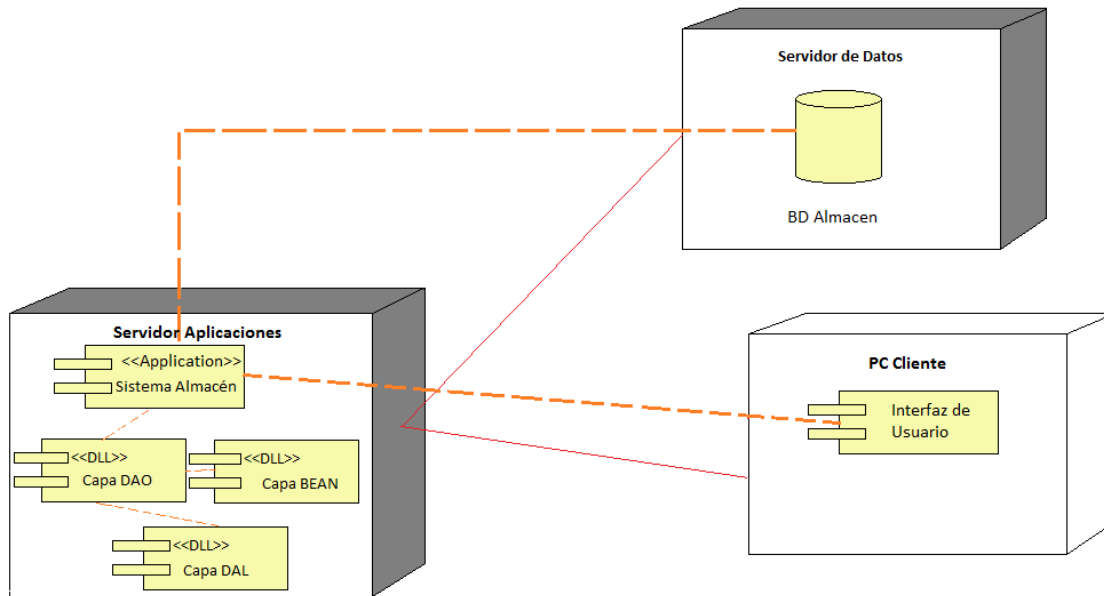 Servidor de Datos
BD Almacen
Servidor Aplicaciones
<<Application>>
Sistema Almacén
<<DLL>>
Capa DAO
<<DLL>>
Capa BEAN
<<DLL>>
Capa DAL
PC Cliente
Interfaz de
Usuario